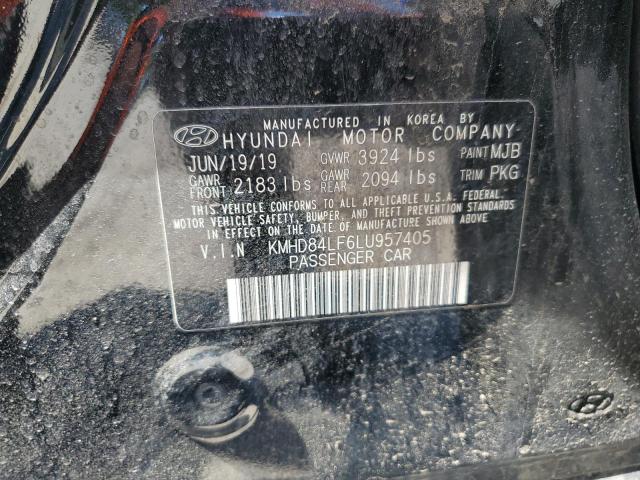 MANUFACTURED IN KOREA BY
HYUNDAI MOTOR COMPANY
JUN/19/19 GVWR 3924 lbs PAINT MJB
GAWR FRONT 2183 lbs GAWR REAR 2094 lbs TRIM PKG
THIS VEHICLE CONFORMS TO ALL APPLICABLE U.S.A. FEDERAL
MOTOR VEHICLE SAFETY, BUMPER, AND THEFT PREVENTION STANDARDS
IN EFFECT ON THE DATE OF MANUFACTURE SHOWN ABOVE.
V.I.N KMHD84LF6LU957405
PASSENGER CAR